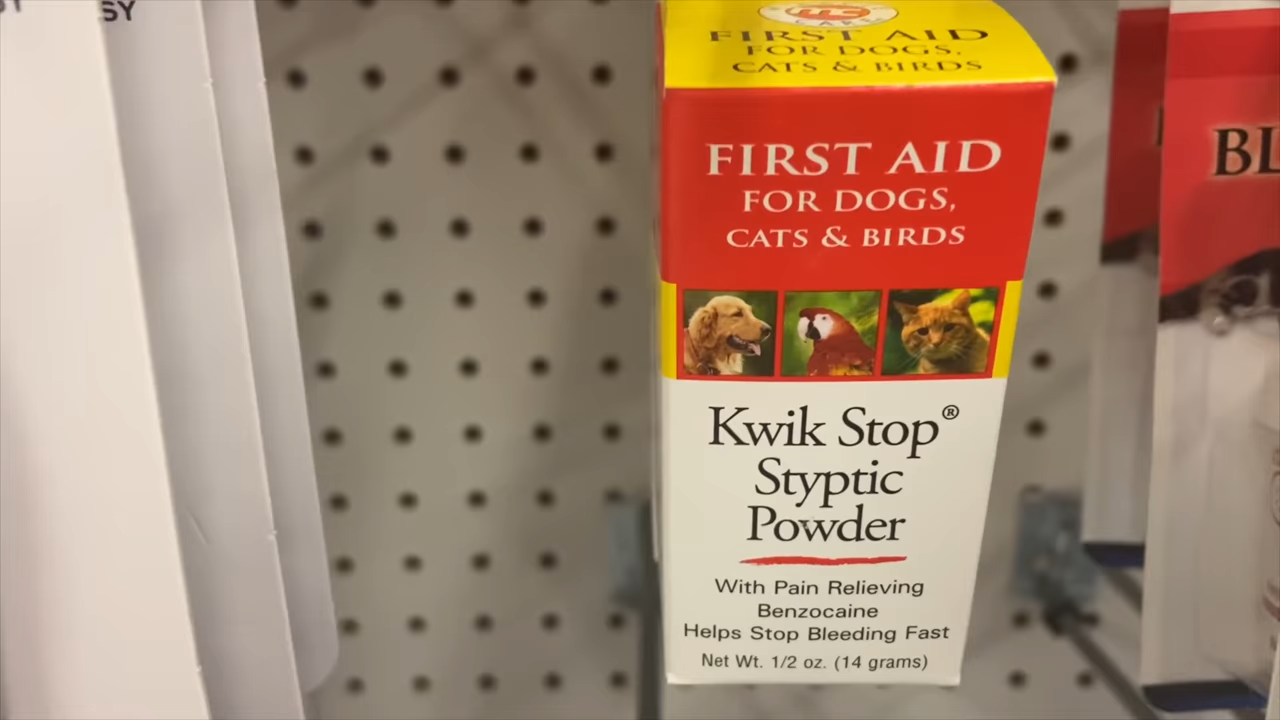 SY
FIRST AID
FOR DOGS,
CATS & BIRDS
FIRST AID
FOR DOGS,
CATS & BIRDS
Kwik Stop®
Styptic
Powder
With Pain Relieving
Benzocaine
Helps Stop Bleeding Fast
Net Wt. 1/2 oz. (14 grams)
BL